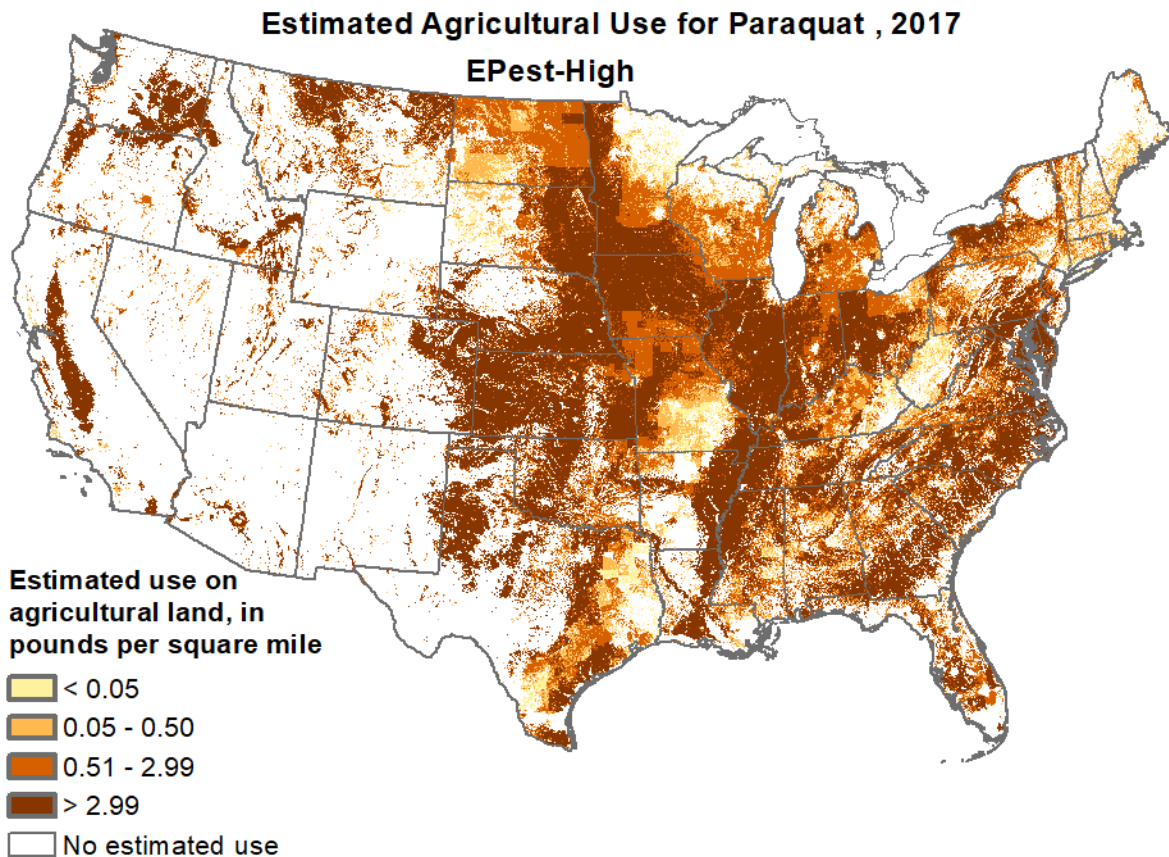 Estimated Agricultural Use for Paraquat , 2017
EPest-High
Estimated use on
agricultural land, in
pounds per square mile
< 0.05
0.05 - 0.50
0.51 - 2.99
> 2.99
No estimated use